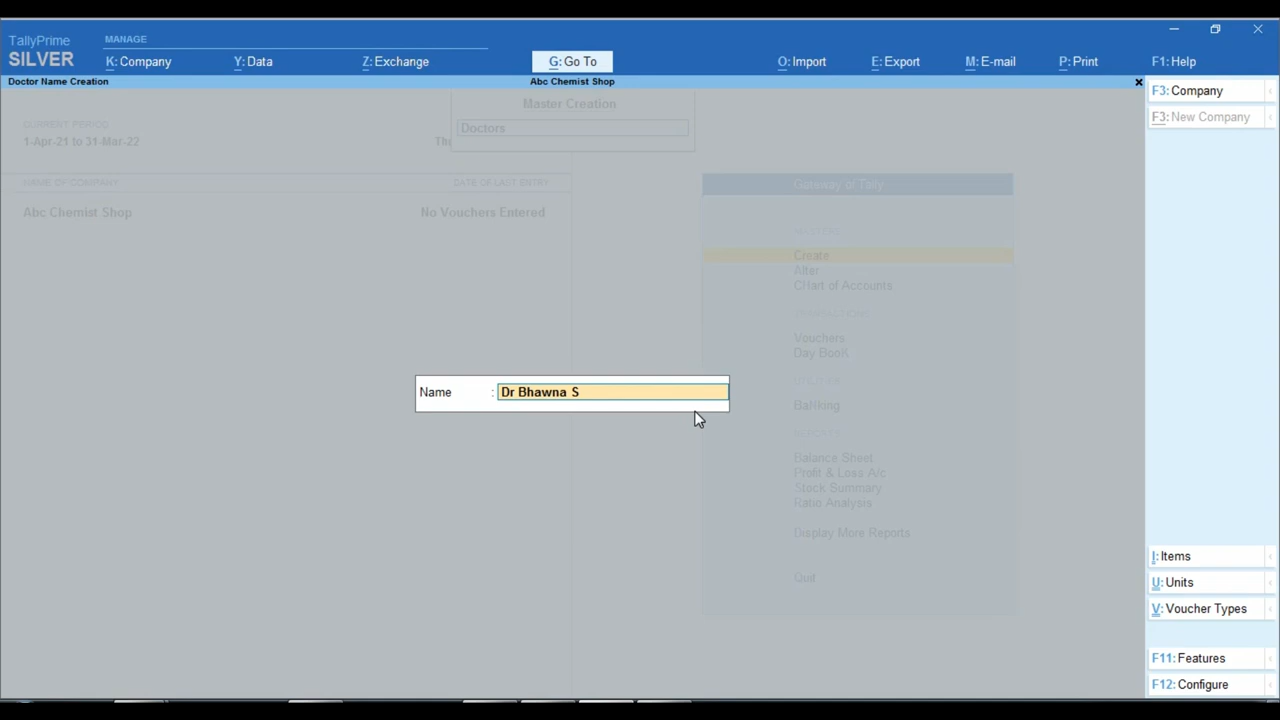 TallyPrime
SILVER
MANAGE
K: Company
Y: Data
Z: Exchange
G: Go To
O: Import
E: Export
M: E-mail
P: Print
F1: Help
Doctor Name Creation
Abc Chemist Shop
Master Creation
Doctors
CURRENT PERIOD
1-Apr-21 to 31-Mar-22
NAME OF COMPANY
DATE OF LAST ENTRY
Abc Chemist Shop
No Vouchers Entered
Gateway of Tally
MASTERS
Create
Alter
CHart of Accounts
TRANSACTIONS
Vouchers
Day BooK
UTILITIES
BaNking
REPORTS
Balance Sheet
Profit & Loss A/c
Stock Summary
Ratio Analysis
Display More Reports
Quit
Name : Dr Bhawna S
F3: Company
F3: New Company
I: Items
U: Units
V: Voucher Types
F11: Features
F12: Configure